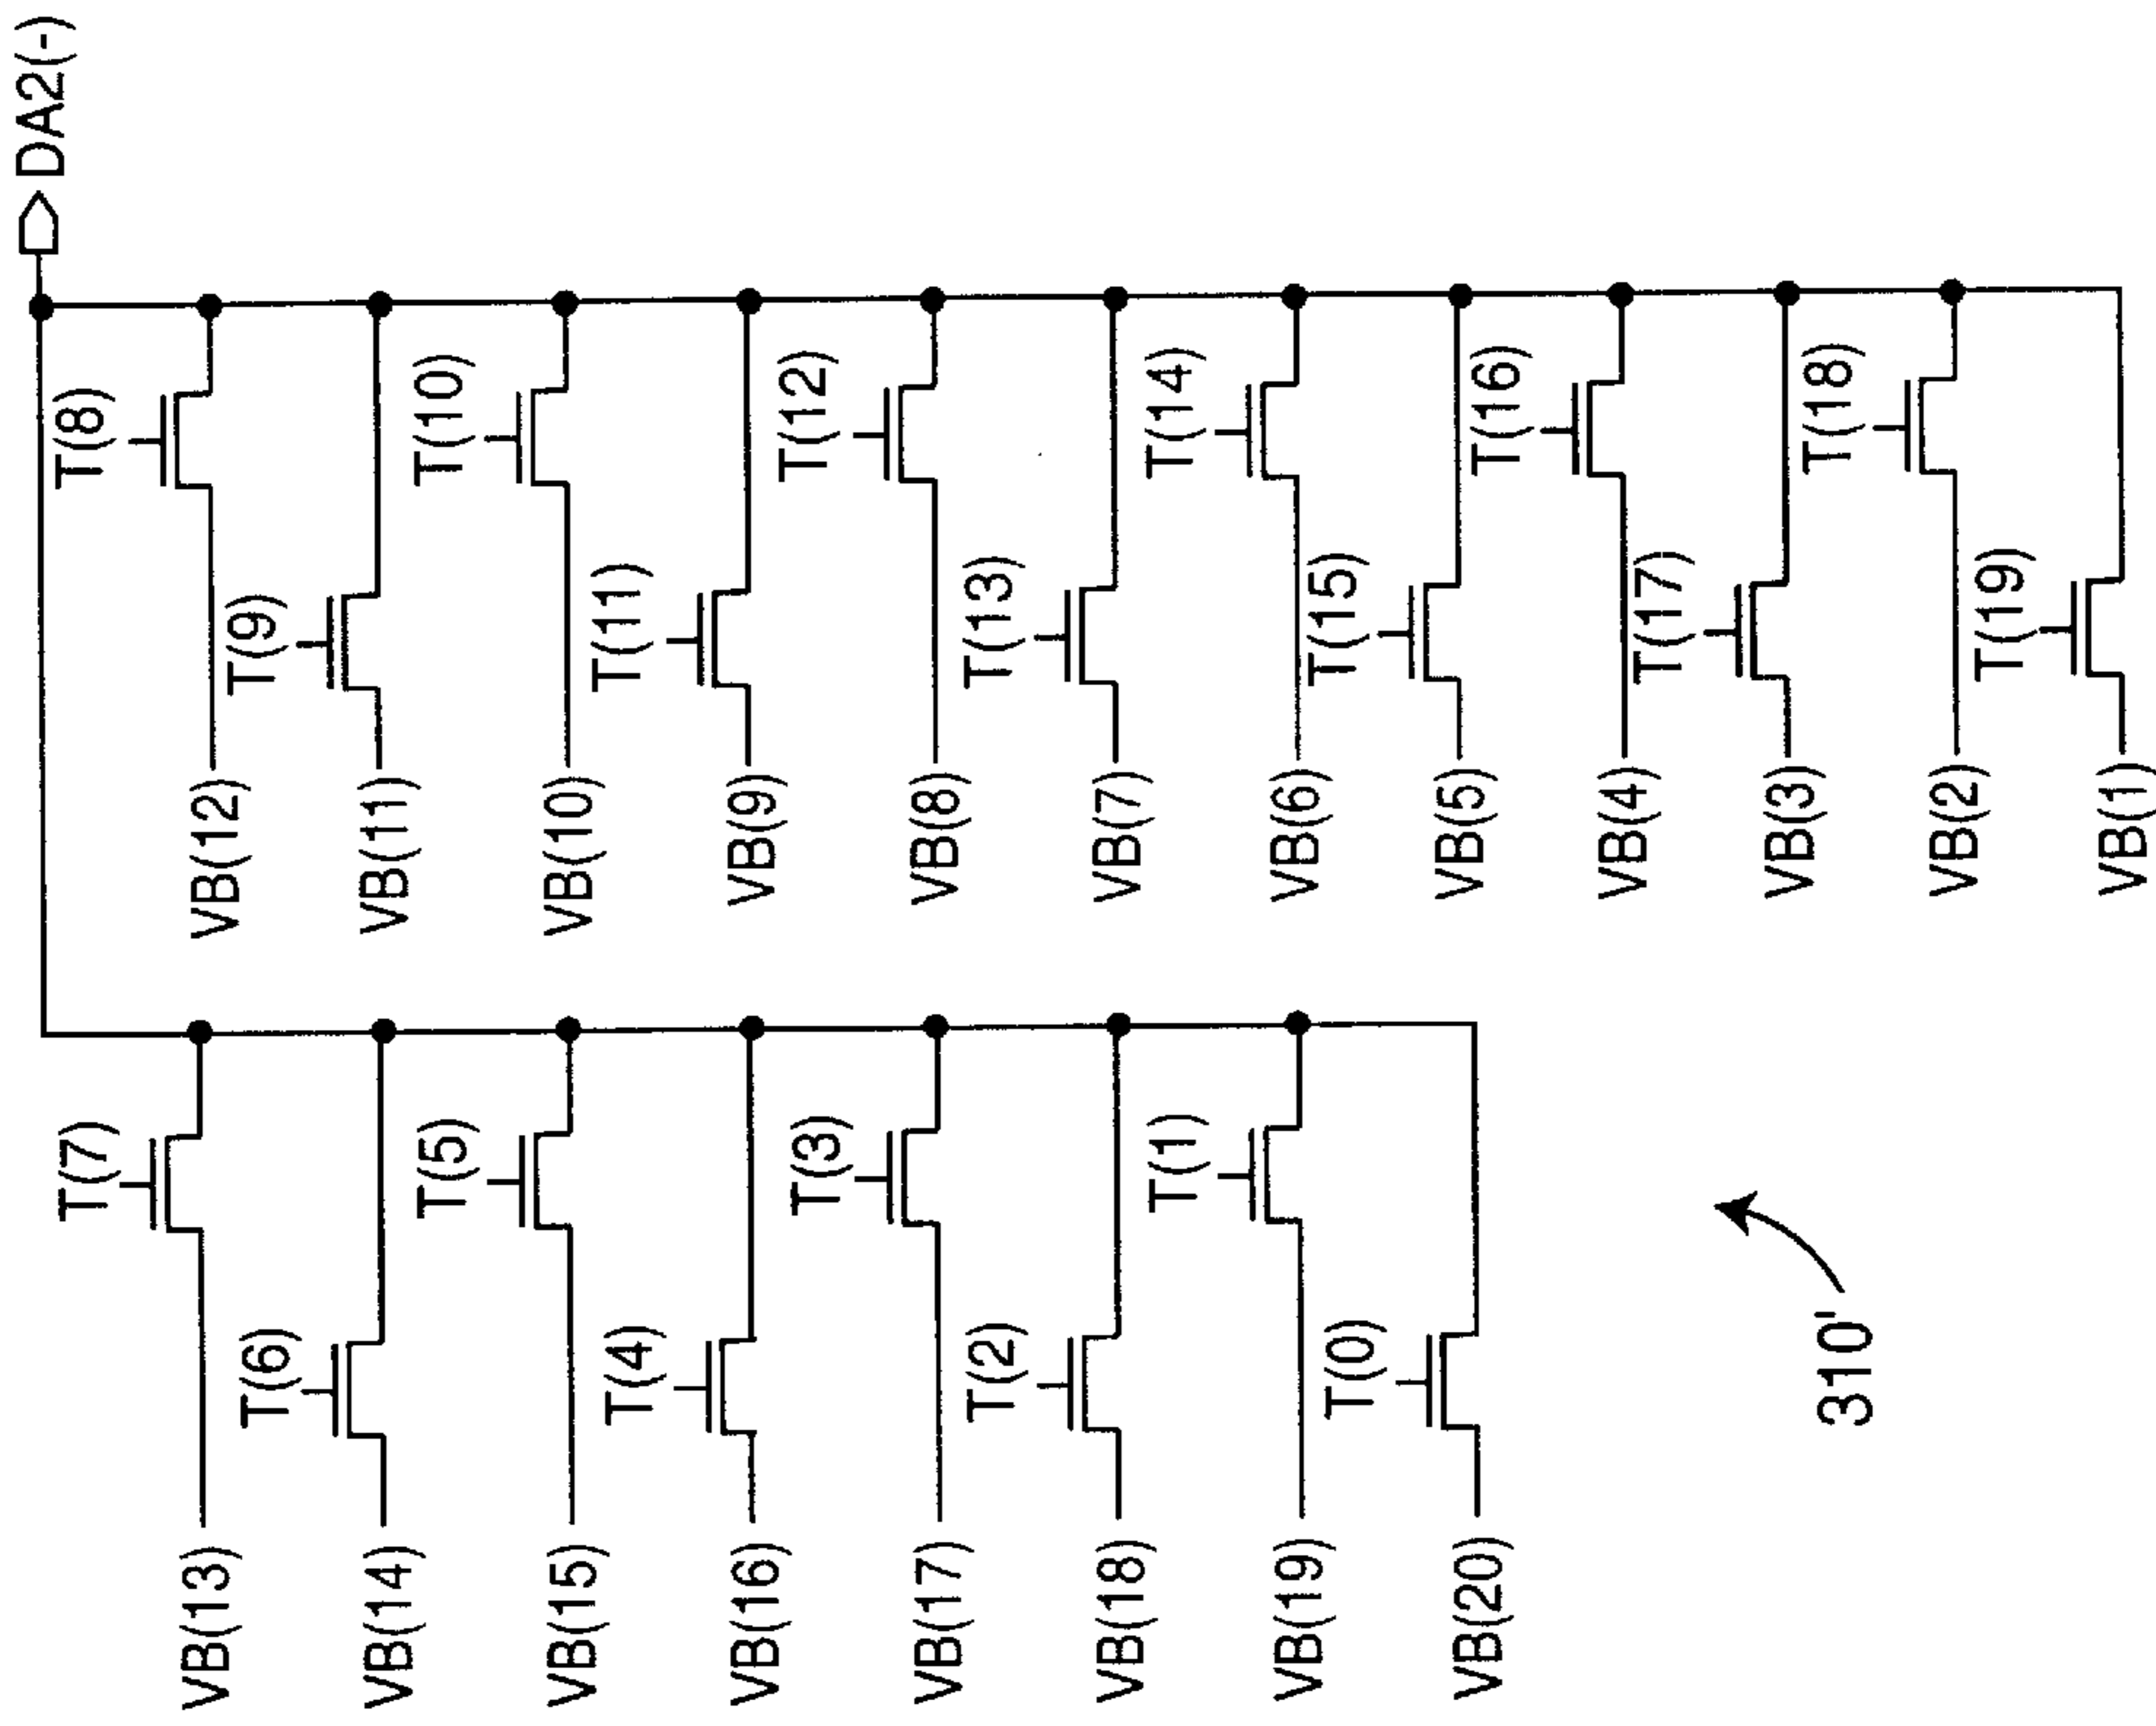 DA2(-)
T(8)
VB(12)
T(9)
VB(11)
T(10)
VB(10)
T(11)
VB(9)
T(12)
VB(8)
T(13)
VB(7)
T(14)
VB(6)
T(15)
VB(5)
T(16)
VB(4)
T(17)
VB(3)
T(18)
VB(2)
T(19)
VB(1)
T(7)
VB(13)
T(6)
VB(14)
T(5)
VB(15)
T(4)
VB(16)
T(3)
VB(17)
T(2)
VB(18)
T(1)
VB(19)
T(0)
VB(20)
310'